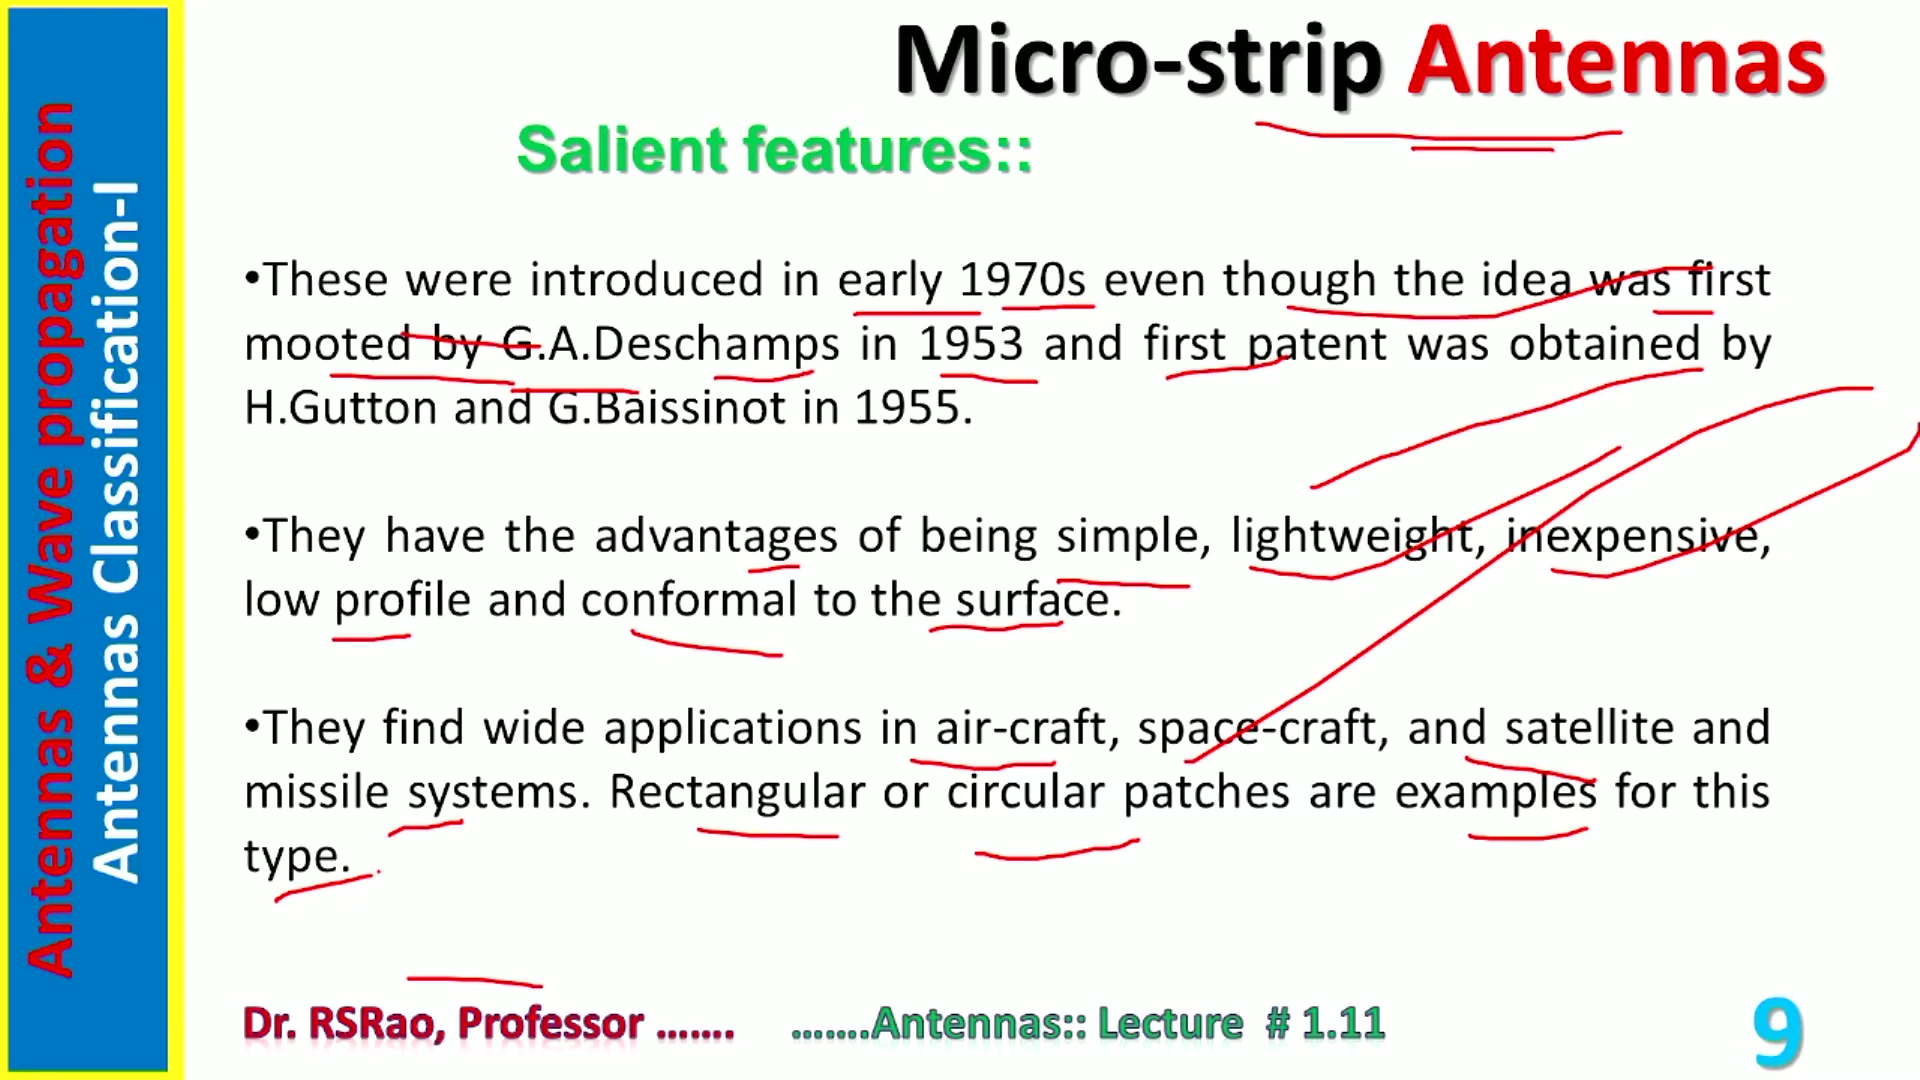 Antennas & Wave propagation
Antennas Classification-I
Micro-strip Antennas
Salient features::
•These were introduced in early 1970s even though the idea was first
mooted by G.A.Deschamps in 1953 and first patent was obtained by
H.Gutton and G.Baissinot in 1955.
•They have the advantages of being simple, lightweight, inexpensive,
low profile and conformal to the surface.
•They find wide applications in air-craft, space-craft, and satellite and
missile systems. Rectangular or circular patches are examples for this
type.
Dr. RSRao, Professor ....... .......Antennas:: Lecture # 1.11
9